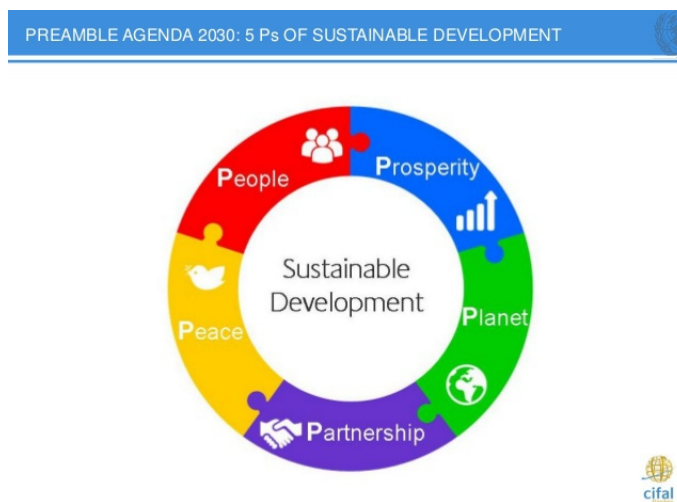 PREAMBLE AGENDA 2030: 5 Ps OF SUSTAINABLE DEVELOPMENT
People
Prosperity
Sustainable
Development
Peace
Planet
Partnership
cifal